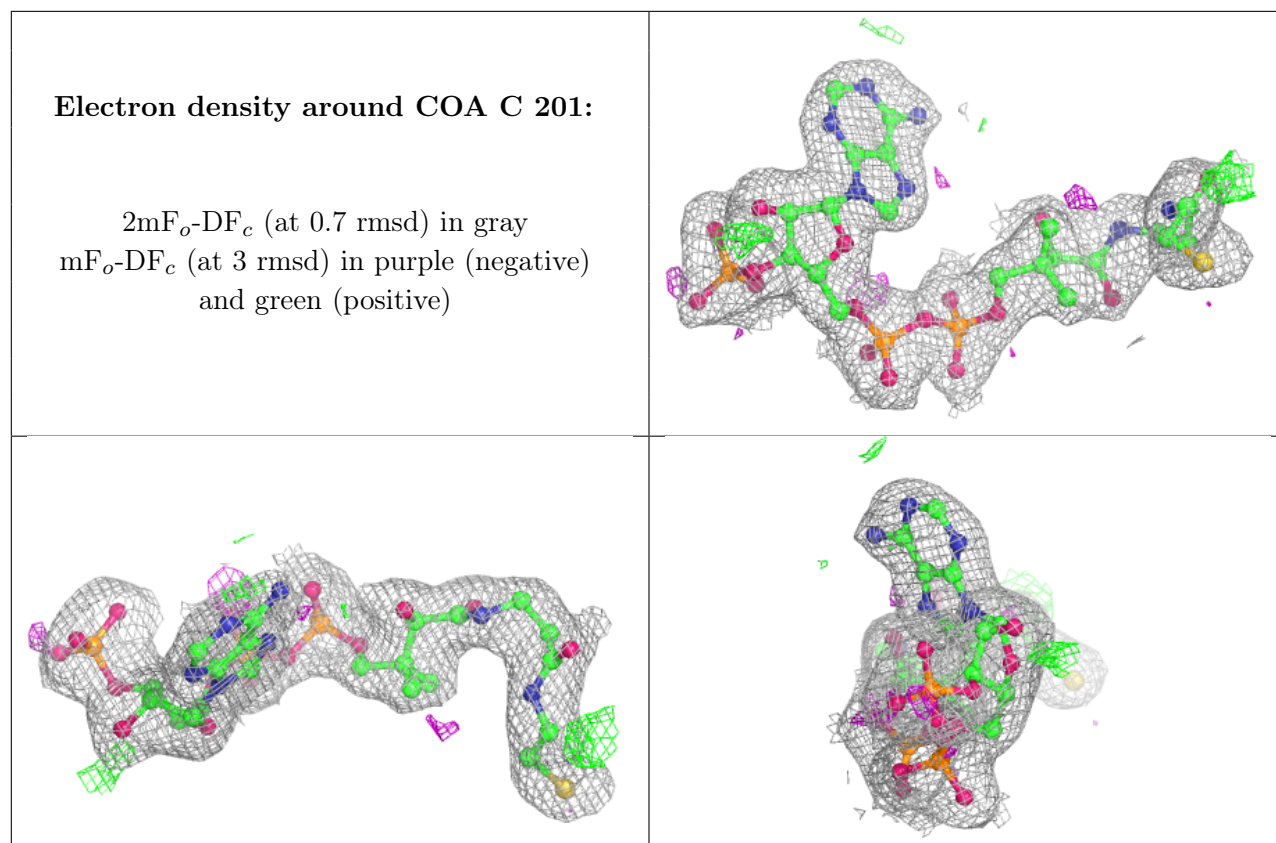 Electron density around COA C 201:
2mFₒ-DF𝒸 (at 0.7 rmsd) in gray
mFₒ-DF𝒸 (at 3 rmsd) in purple (negative)
and green (positive)